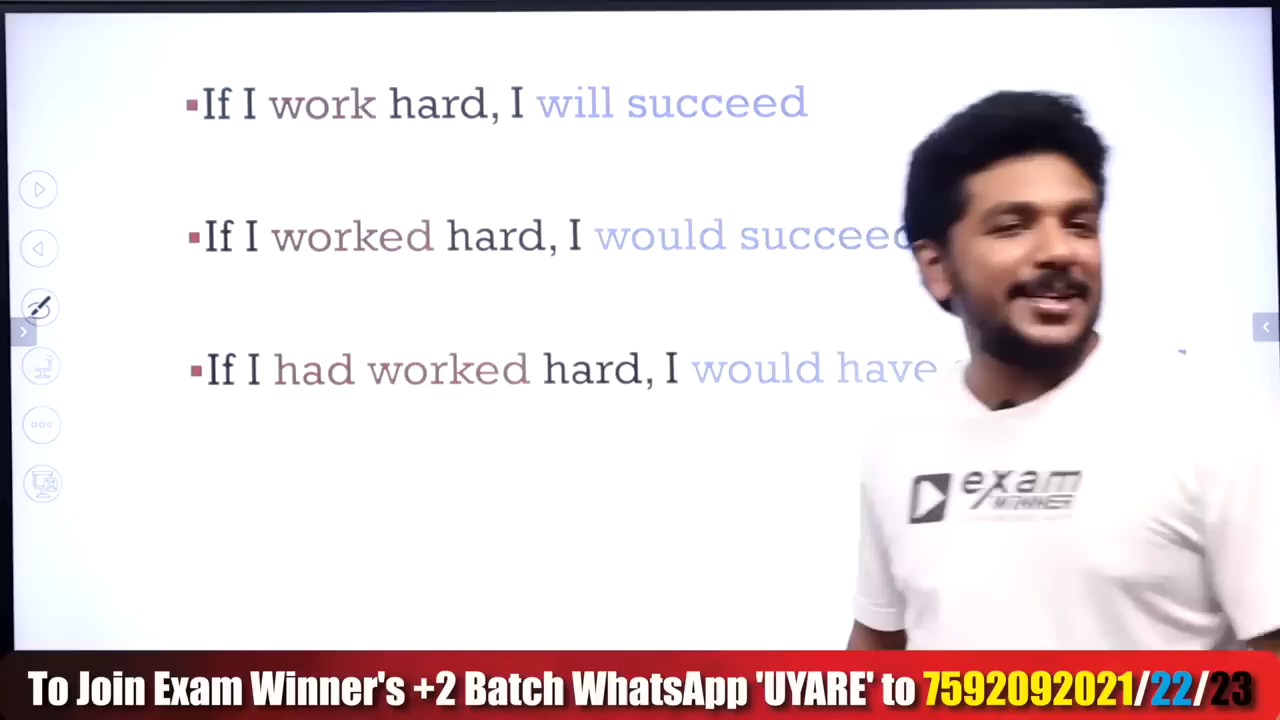 ▪If I work hard, I will succeed
▪If I worked hard, I would succeed
▪If I had worked hard, I would have
exam
WINNER
To Join Exam Winner's +2 Batch WhatsApp 'UYARE' to 7592092021/22/23